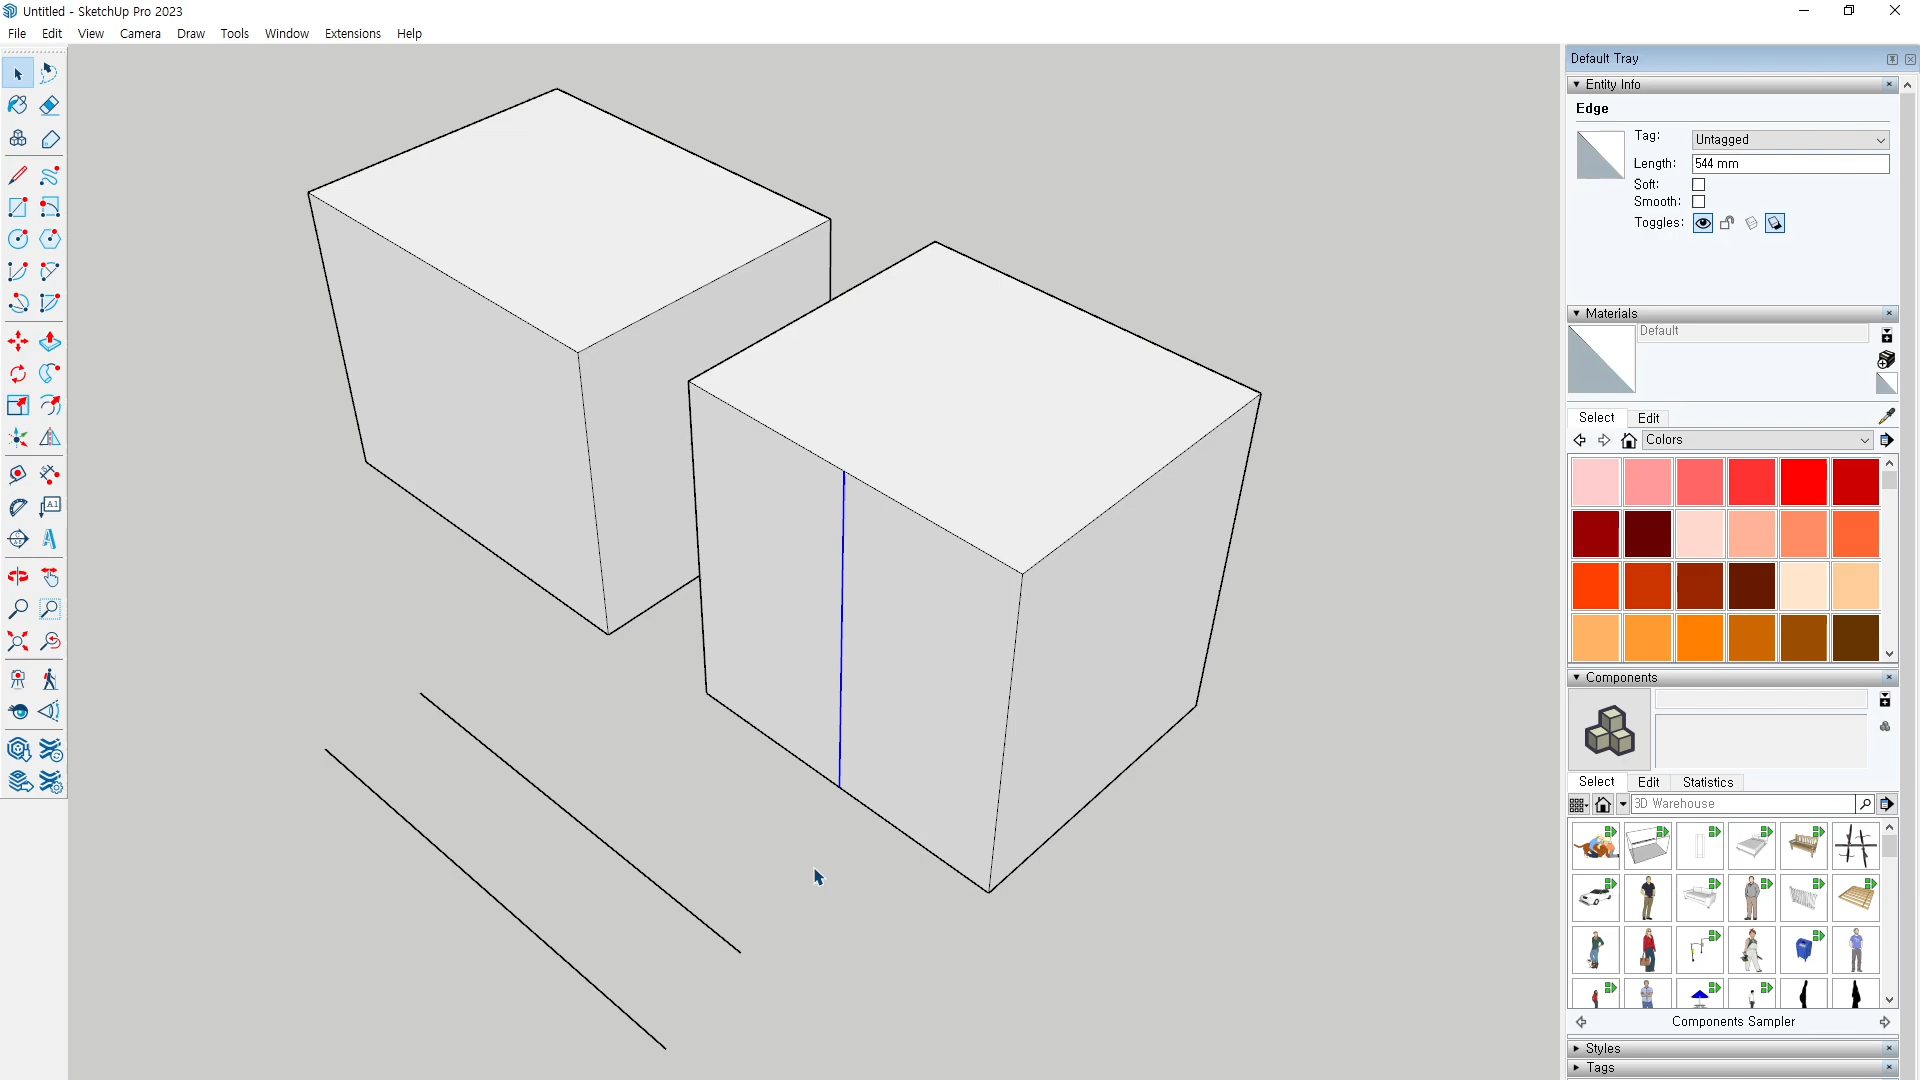 Untitled - SketchUp Pro 2023
File Edit View Camera Draw Tools Window Extensions Help
Default Tray
Entity Info
Edge
Tag: Untagged
Length: 544 mm
Soft:
Smooth:
Toggles:
Materials
Default
Select Edit
Colors
Components
Select Edit Statistics
3D Warehouse
Components Sampler
Styles
Tags